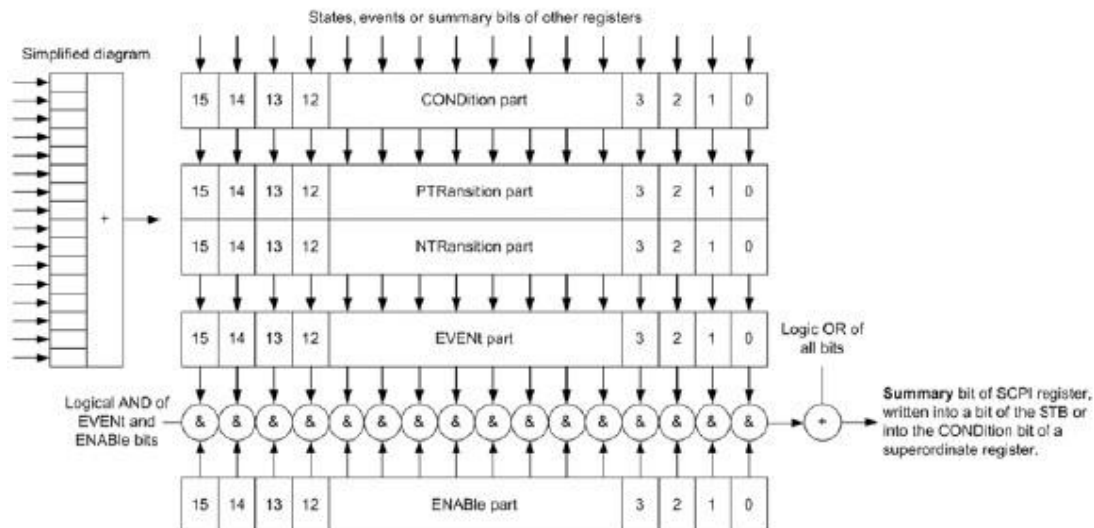 States, events or summary bits of other registers
Simplified diagram
15 14 13 12 CONDition part 3 2 1 0
15 14 13 12 PTRansition part 3 2 1 0
+
15 14 13 12 NTRansition part 3 2 1 0
15 14 13 12 EVENt part 3 2 1 0
Logic OR of
all bits
Logical AND of
EVENt and
ENABle bits
& & & & & & & & & & & & & & & &
+
Summary bit of SCPI register,
written into a bit of the STB or
into the CONDition bit of a
superordinate register.
15 14 13 12 ENABle part 3 2 1 0